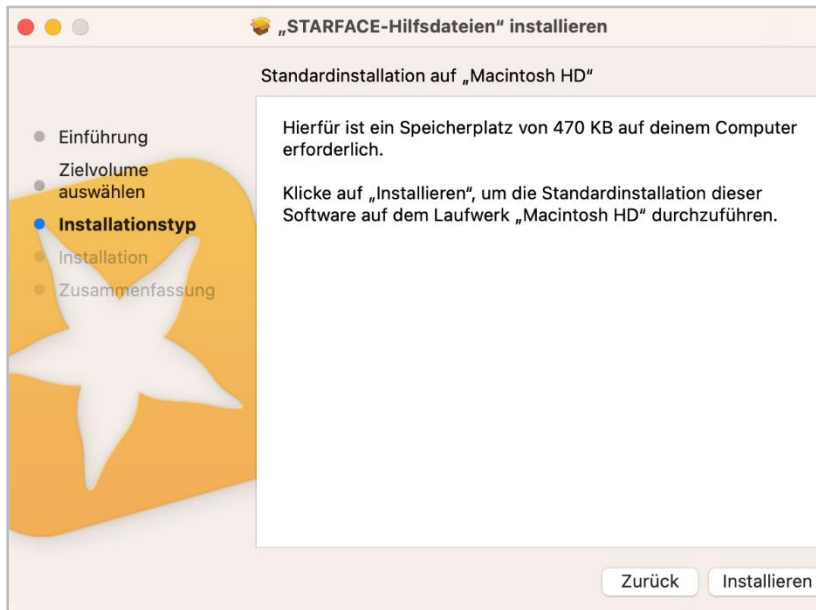 „STARFACE-Hilfsdateien“ installieren
Standardinstallation auf „Macintosh HD“
Einführung
Zielvolume
auswählen
Installationstyp
Installation
Zusammenfassung
Hierfür ist ein Speicherplatz von 470 KB auf deinem Computer
erforderlich.
Klicke auf „Installieren“, um die Standardinstallation dieser
Software auf dem Laufwerk „Macintosh HD“ durchzuführen.
Zurück
Installieren